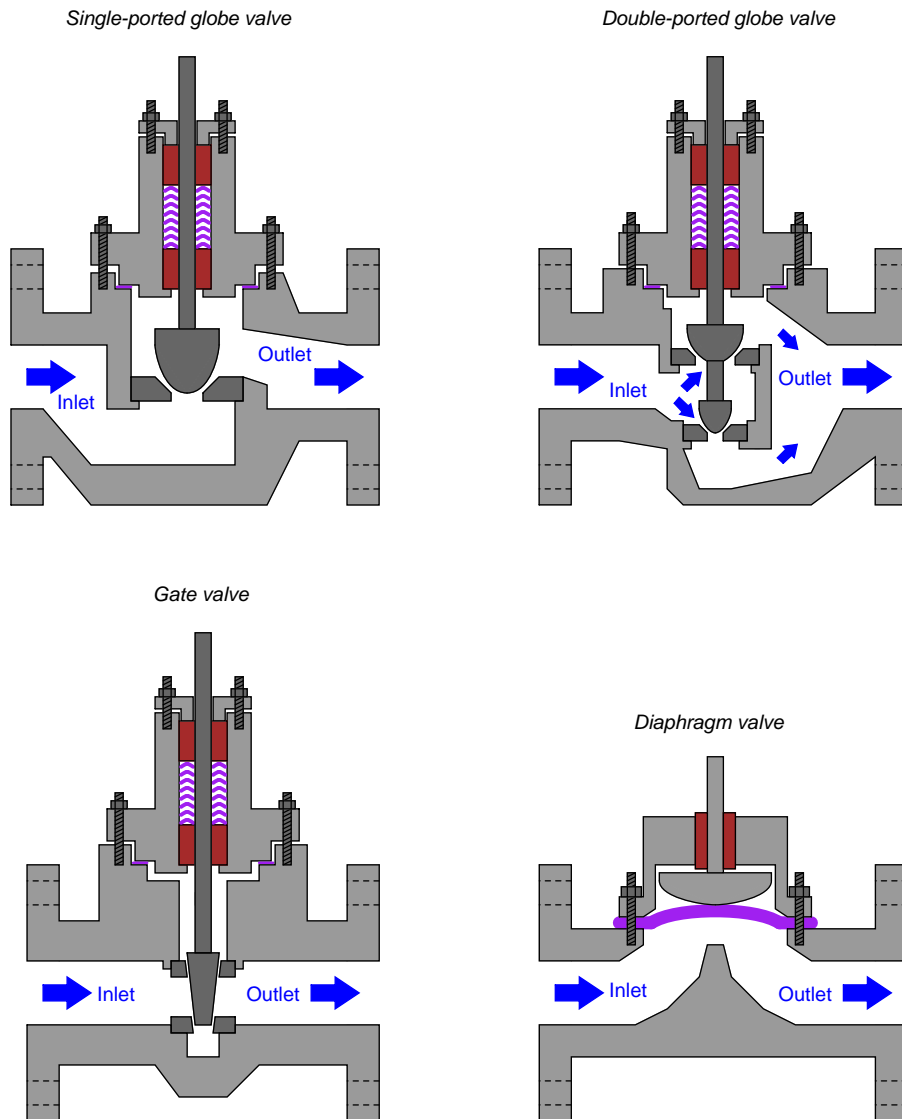 Single-ported globe valve
Double-ported globe valve
Inlet
Outlet
Inlet
Outlet
Gate valve
Diaphragm valve
Inlet
Outlet
Inlet
Outlet